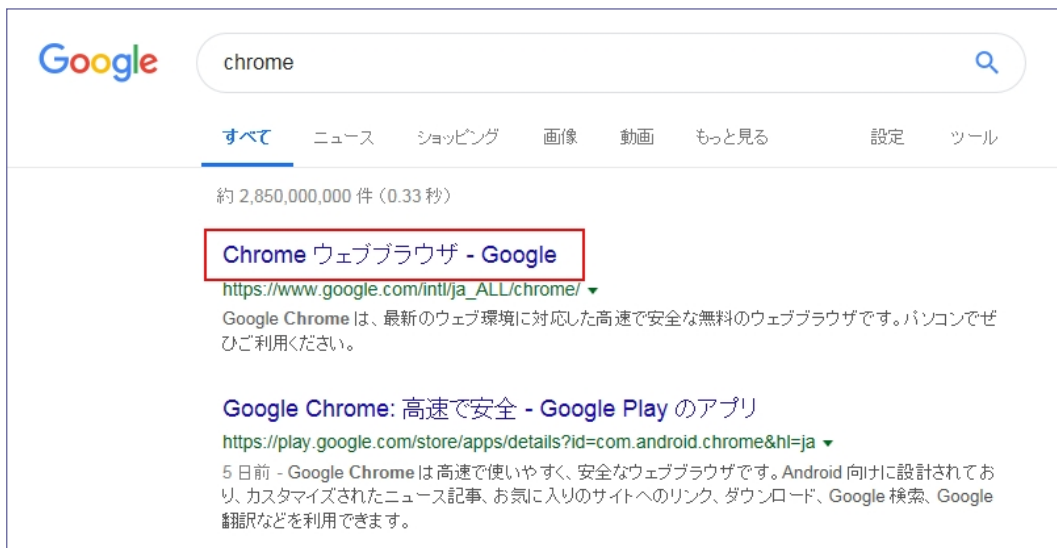 Google chrome
すべて ニュース ショッピング 画像 動画 もっと見る 設定 ツール
約 2,850,000,000 件 (0.33 秒)
Chrome ウェブブラウザ - Google
https://www.google.com/intl/ja_ALL/chrome/
Google Chrome は、最新のウェブ環境に対応した高速で安全な無料のウェブブラウザです。パソコンでぜ
ひご利用ください。
Google Chrome: 高速で安全 - Google Play のアプリ
https://play.google.com/store/apps/details?id=com.android.chrome&hl=ja
5 日前 - Google Chrome は高速で使いやすく、安全なウェブブラウザです。Android 向けに設計されてお
り、カスタマイズされたニュース記事、お気に入りのサイトへのリンク、ダウンロード、Google 検索、Google
翻訳などを利用できます。